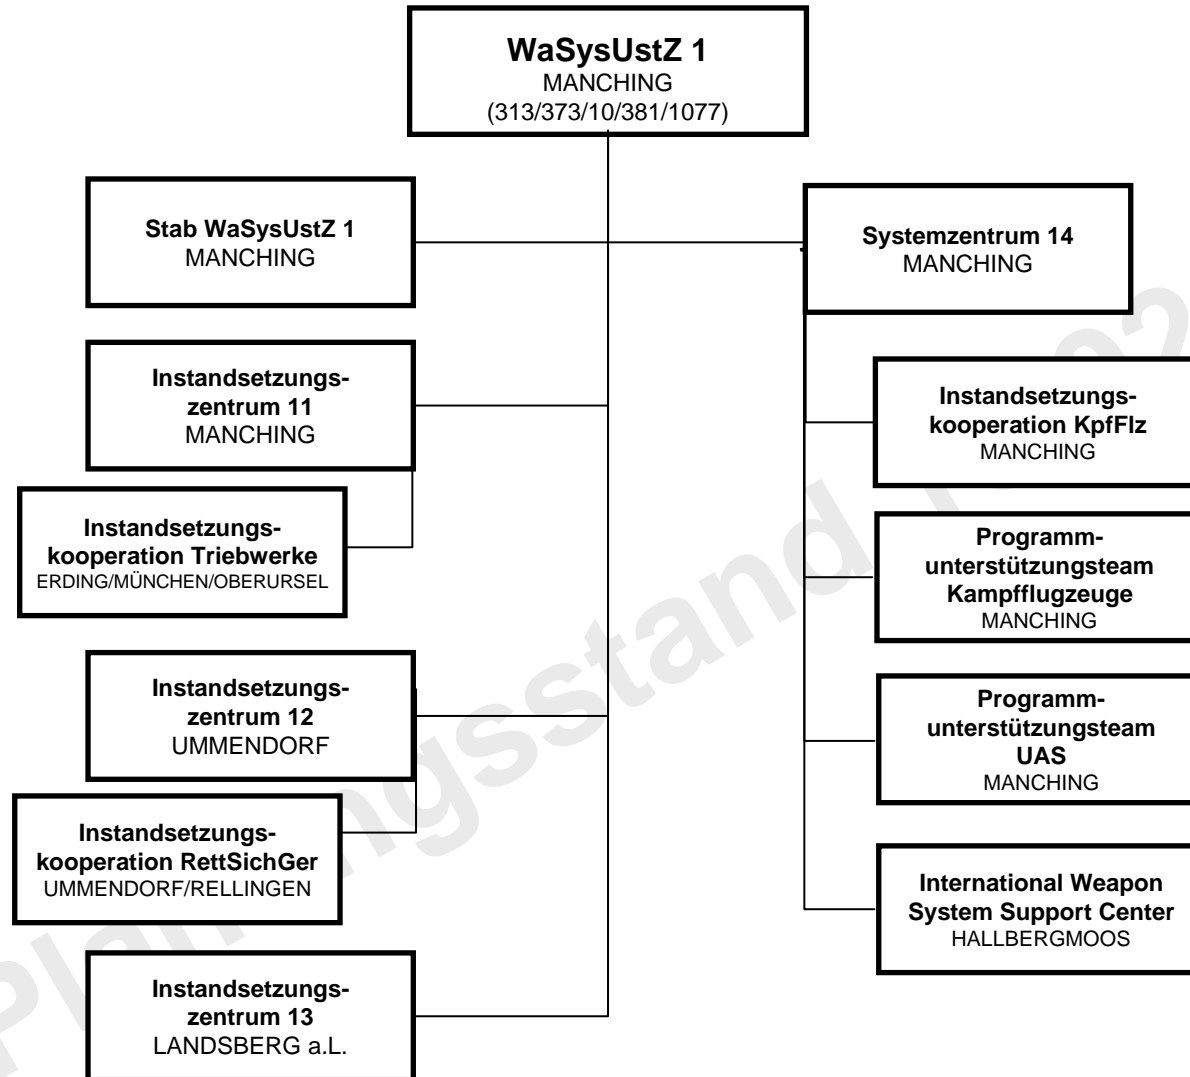 WaSysUstZ 1
MANCHING
(313/373/10/381/1077)
Stab WaSysUstZ 1
MANCHING
Systemzentrum 14
MANCHING
Instandsetzungs-
zentrum 11
MANCHING
Instandsetzungs-
kooperation Triebwerke
ERDING/MÜNCHEN/OBERURSEL
Instandsetzungs-
zentrum 12
UMMENDORF
Instandsetzungs-
kooperation RettSichGer
UMMENDORF/RELLINGEN
Instandsetzungs-
zentrum 13
LANDSBERG a.L.
Instandsetzungs-
kooperation KpfFlz
MANCHING
Programm-
unterstützungsteam
Kampfflugzeuge
MANCHING
Programm-
unterstützungsteam
UAS
MANCHING
International Weapon
System Support Center
HALLBERGMOOS